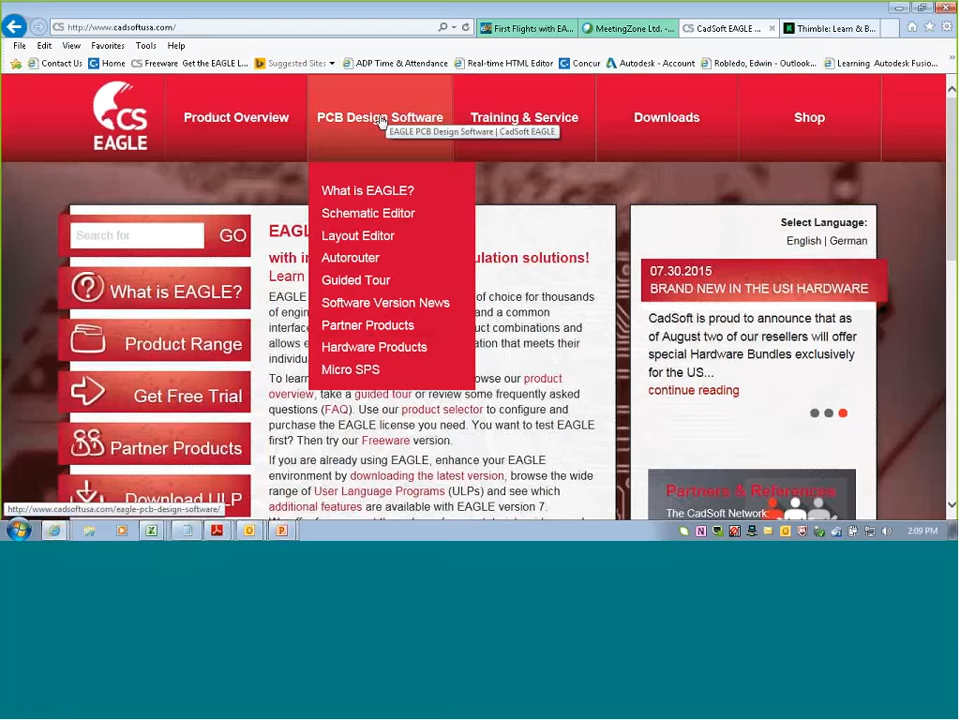 CS http://www.cadsoftusa.com/
First Flights with EA...
MeetingZone Ltd. -...
CS CadSoft EAGLE ...
Thimble: Learn & B...
File Edit View Favorites Tools Help
Contact Us
Home
CS Freeware Get the EAGLE L...
Suggested Sites
ADP Time & Attendance
Real-time HTML Editor
Concur
Autodesk - Account
Robledo, Edwin - Outlook...
Learning Autodesk Fusio...
CS
EAGLE
Product Overview
PCB Design Software
Training & Service
Downloads
Shop
EAGLE PCB Design Software | CadSoft EAGLE
What is EAGLE?
Schematic Editor
Layout Editor
Autorouter
Guided Tour
Software Version News
Partner Products
Hardware Products
Micro SPS
Search for GO
What is EAGLE?
Product Range
Get Free Trial
Partner Products
Download ULP
EAGL
with in ulation solutions!
Learn
EAGLE of choice for thousands
of engin and a common
interfac uct combinations and
allows e tion that meets their
individu
To learn owse our product
overview, take a guided tour or review some frequently asked
questions (FAQ). Use our product selector to configure and
purchase the EAGLE license you need. You want to test EAGLE
first? Then try our Freeware version.
If you are already using EAGLE, enhance your EAGLE
environment by downloading the latest version, browse the wide
range of User Language Programs (ULPs) and see which
additional features are available with EAGLE version 7.
Select Language:
English | German
07.30.2015
BRAND NEW IN THE USI HARDWARE
CadSoft is proud to announce that as
of August two of our resellers will offer
special Hardware Bundles exclusively
for the US...
continue reading
Partners & References
The CadSoft Network
http://www.cadsoftusa.com/eagle-pcb-design-software/
2:09 PM